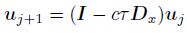 u_{j+1} = (I − cτD_x)u_j